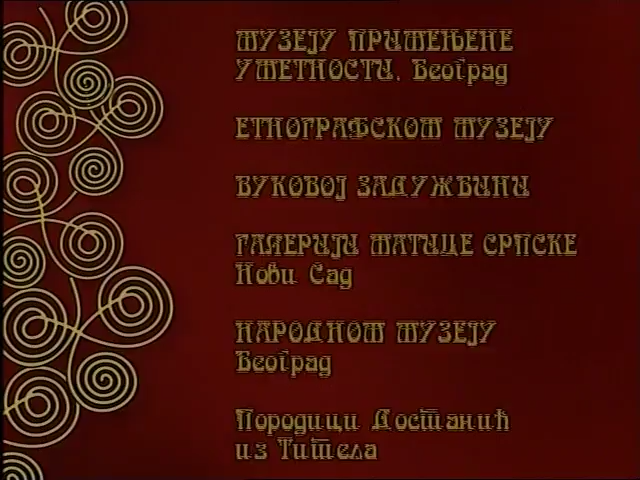 МУЗЕЈУ ПРИМЕЊЕНЕ
УМЕТНОСТИ, Београд
ЕТНОГРАФСКОМ МУЗЕЈУ
ВУКОВОЈ ЗАДУЖБИНИ
ГАЛЕРИЈИ МАТИЦЕ СРПСКЕ
Нови Сад
НАРОДНОМ МУЗЕЈУ
Београд
Породици Достанић
из Титела